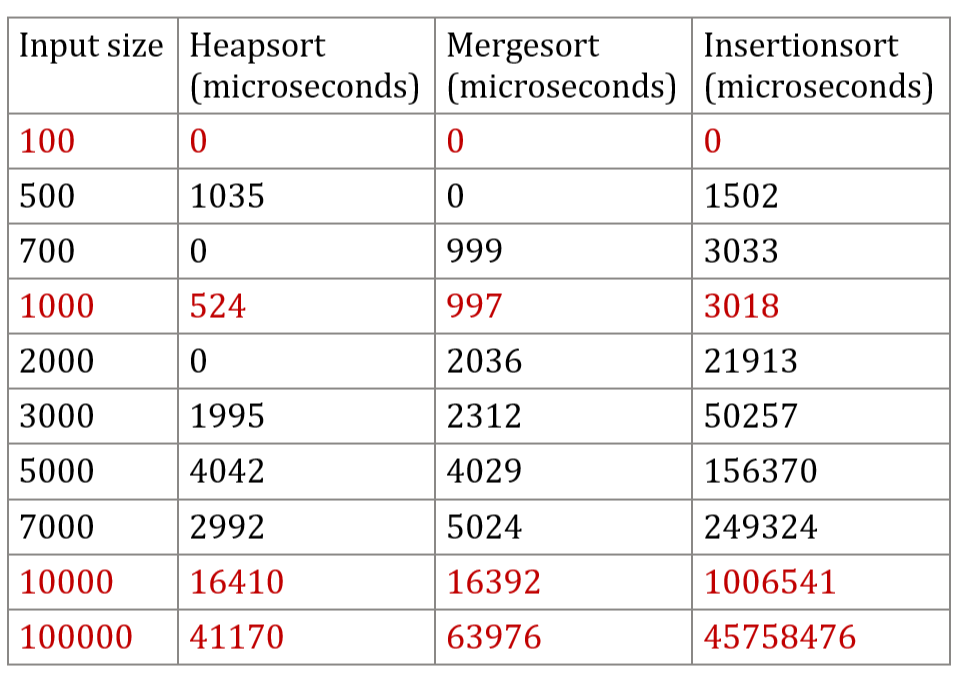 Input size Heapsort (microseconds) Mergesort (microseconds) Insertionsort (microseconds)
100 0 0 0
500 1035 0 1502
700 0 999 3033
1000 524 997 3018
2000 0 2036 21913
3000 1995 2312 50257
5000 4042 4029 156370
7000 2992 5024 249324
10000 16410 16392 1006541
100000 41170 63976 45758476